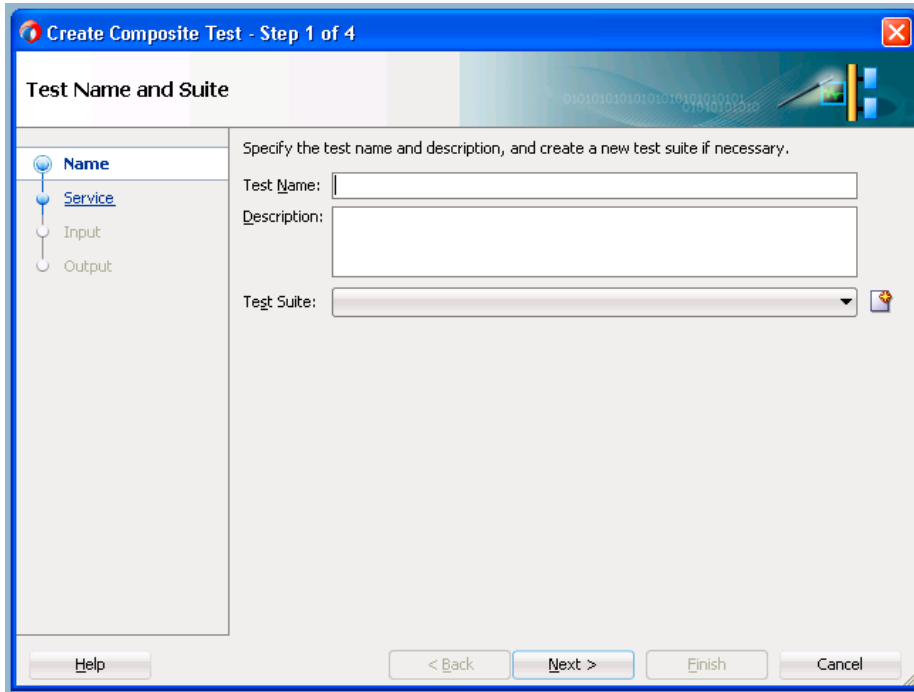 Create Composite Test - Step 1 of 4
Test Name and Suite
Name
Service
Input
Output
Specify the test name and description, and create a new test suite if necessary.
Test Name:
Description:
Test Suite:
Help
< Back
Next >
Finish
Cancel